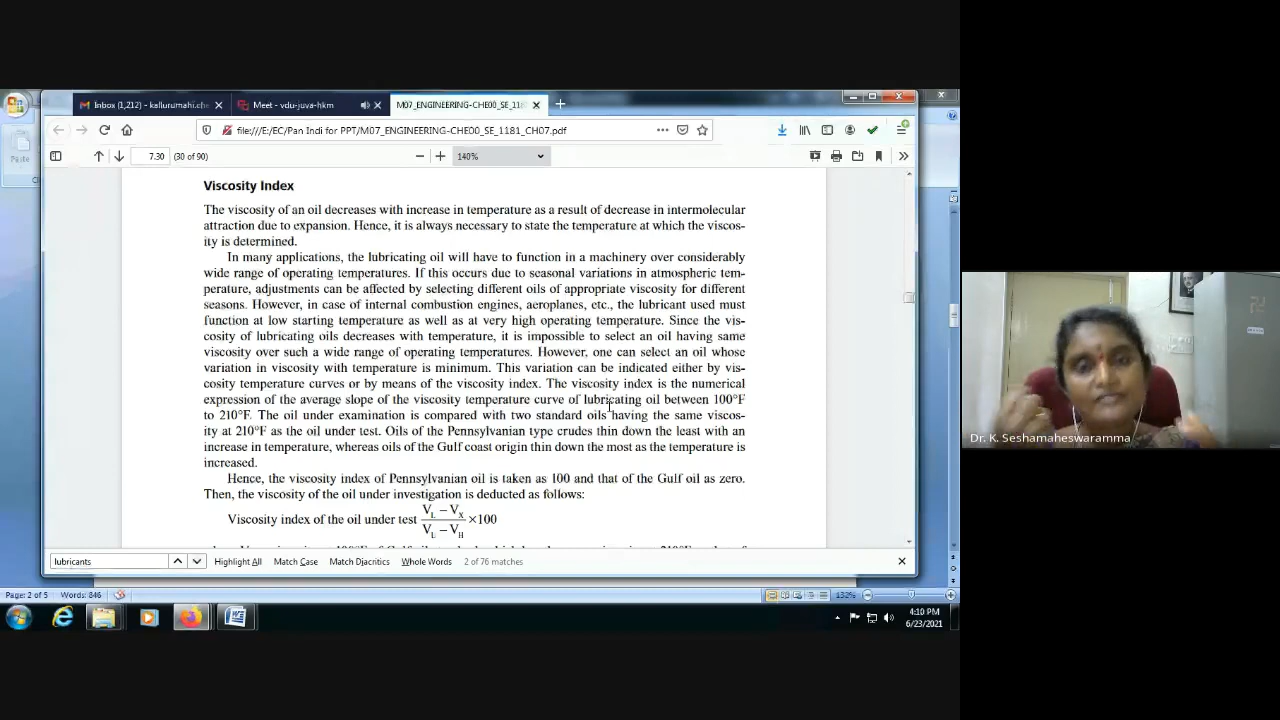 Inbox (1,212) - kallurumahi.che
Meet - vdu-juva-hkm
M07_ENGINEERING-CHE00_SE_118
file:///E:/EC/Pan Indi for PPT/M07_ENGINEERING-CHE00_SE_1181_CH07.pdf
Paste
7.30
(30 of 90)
140%
Viscosity Index
The viscosity of an oil decreases with increase in temperature as a result of decrease in intermolecular
attraction due to expansion. Hence, it is always necessary to state the temperature at which the viscos-
ity is determined.
In many applications, the lubricating oil will have to function in a machinery over considerably
wide range of operating temperatures. If this occurs due to seasonal variations in atmospheric tem-
perature, adjustments can be affected by selecting different oils of appropriate viscosity for different
seasons. However, in case of internal combustion engines, aeroplanes, etc., the lubricant used must
function at low starting temperature as well as at very high operating temperature. Since the vis-
cosity of lubricating oils decreases with temperature, it is impossible to select an oil having same
viscosity over such a wide range of operating temperatures. However, one can select an oil whose
variation in viscosity with temperature is minimum. This variation can be indicated either by vis-
cosity temperature curves or by means of the viscosity index. The viscosity index is the numerical
expression of the average slope of the viscosity temperature curve of lubricating oil between 100°F
to 210°F. The oil under examination is compared with two standard oils having the same viscos-
ity at 210°F as the oil under test. Oils of the Pennsylvanian type crudes thin down the least with an
increase in temperature, whereas oils of the Gulf coast origin thin down the most as the temperature is
increased.
Hence, the viscosity index of Pennsylvanian oil is taken as 100 and that of the Gulf oil as zero.
Then, the viscosity of the oil under investigation is deducted as follows:
Viscosity index of the oil under test (V_L − V_X)/(V_L − V_H) × 100
Dr. K. Seshamaheswaramma
lubricants
Highlight All
Match Case
Match Diacritics
Whole Words
2 of 76 matches
Page: 2 of 5
Words: 846
132%
4:10 PM
6/23/2021